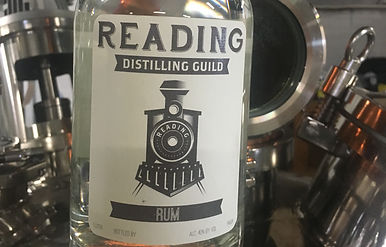 READING
DISTILLING GUILD
READING
RUM
BOTTLED BY
ALC. 40% BY VOL